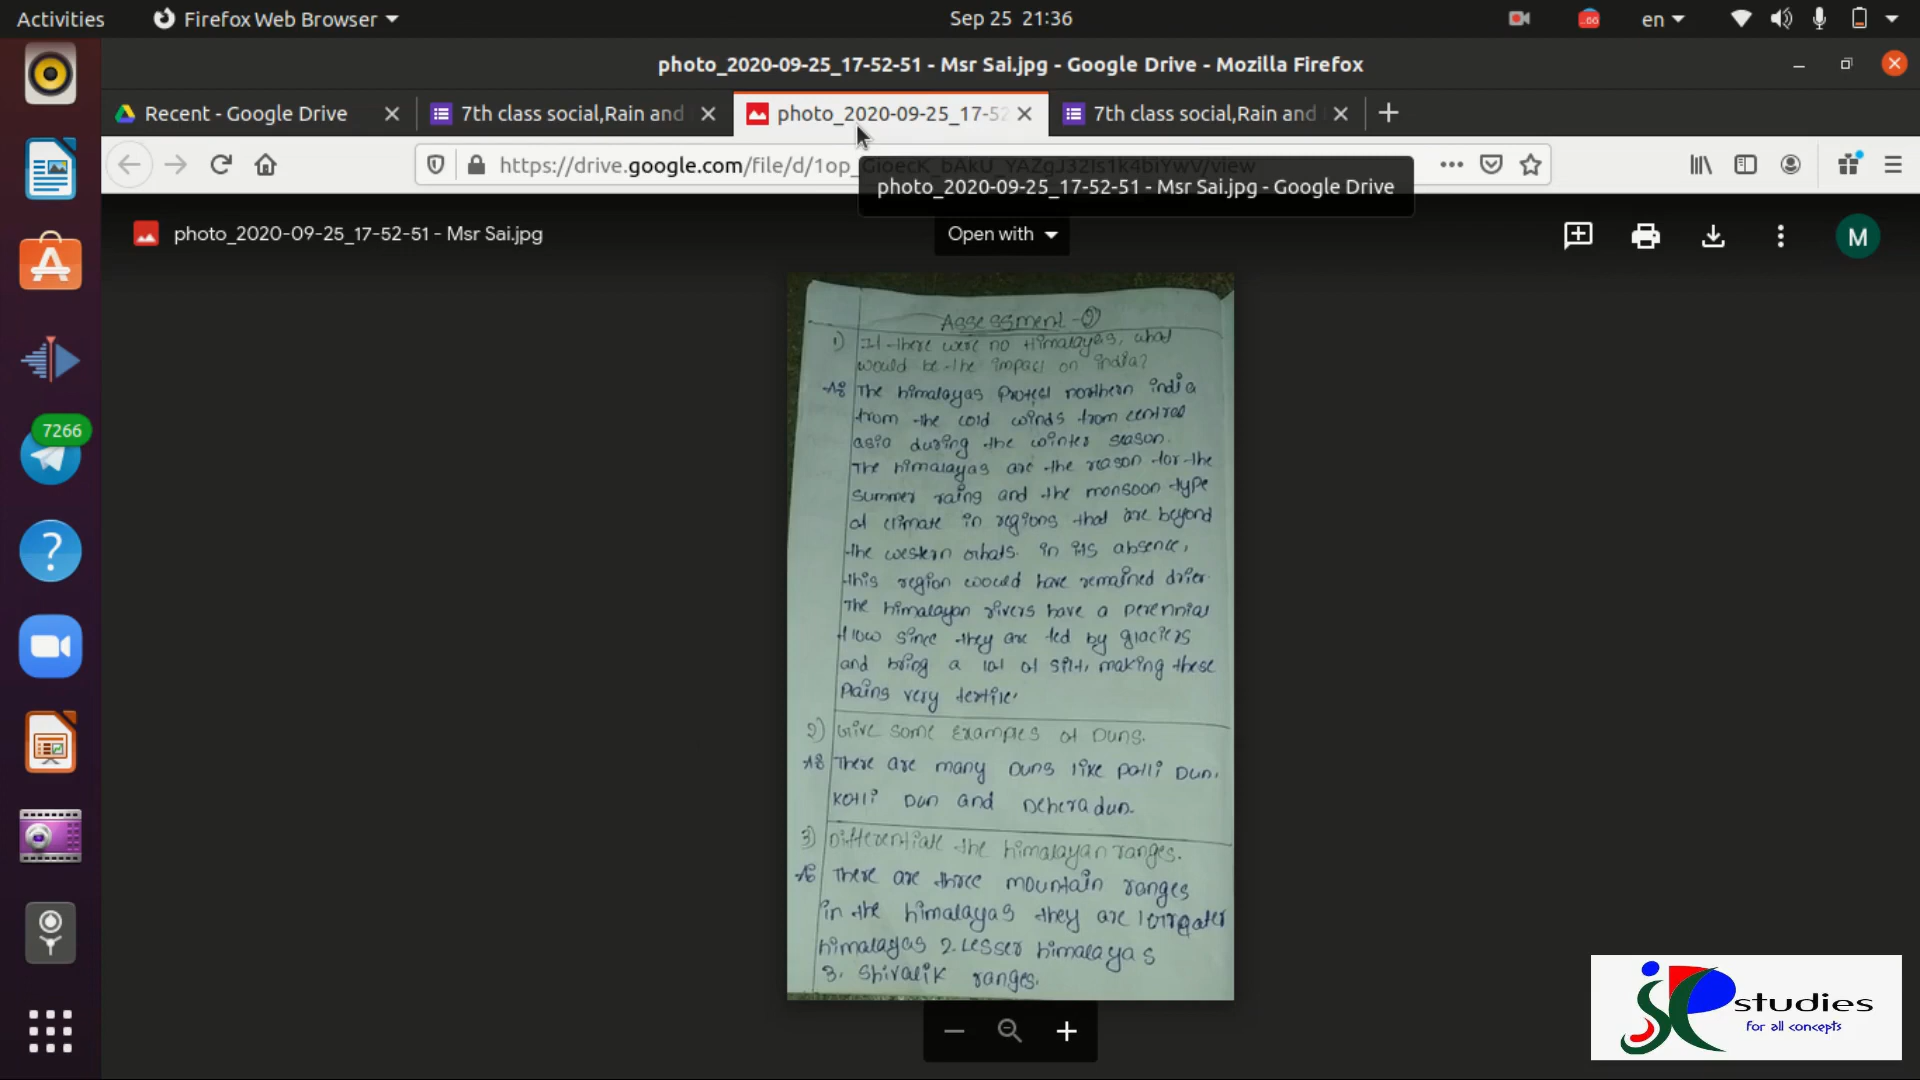 Activities Firefox Web Browser Sep 25 21:36 .66 en
photo_2020-09-25_17-52-51 - Msr Sai.jpg - Google Drive - Mozilla Firefox
Recent - Google Drive 7th class social,Rain and photo_2020-09-25_17-52 7th class social,Rain and
https://drive.google.com/file/d/1op_
photo_2020-09-25_17-52-51 - Msr Sai.jpg - Google Drive
photo_2020-09-25_17-52-51 - Msr Sai.jpg Open with M
7266
Assessment - 2
1) If there were no Himalayas, what
would be the impact on india?
A: The himalayas protect northern india
from the cold winds from central
asia during the winter season.
The himalayas are the reason for the
summer rains and the monsoon type
of climate in regions that are beyond
the western Ghats. in its absence,
this region would have remained drier.
The himalayan rivers have a perennial
flow since they are fed by glaciers
and bring a lot of silt, making these
Plains very fertile.
2) Give some Examples of Duns.
A: There are many Duns like Patli Dun,
Kotli Dun and Dehera dun.
3) Differentiate the himalayan ranges.
A: There are three mountain ranges
in the himalayas they are 1.
himalayas 2. Lesser himalayas
3. Shivalik ranges.
JCP studies
for all concepts